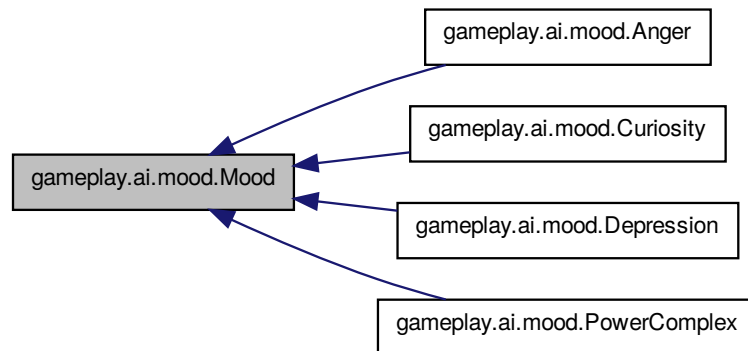 gameplay.ai.mood.Anger
gameplay.ai.mood.Curiosity
gameplay.ai.mood.Mood
gameplay.ai.mood.Depression
gameplay.ai.mood.PowerComplex